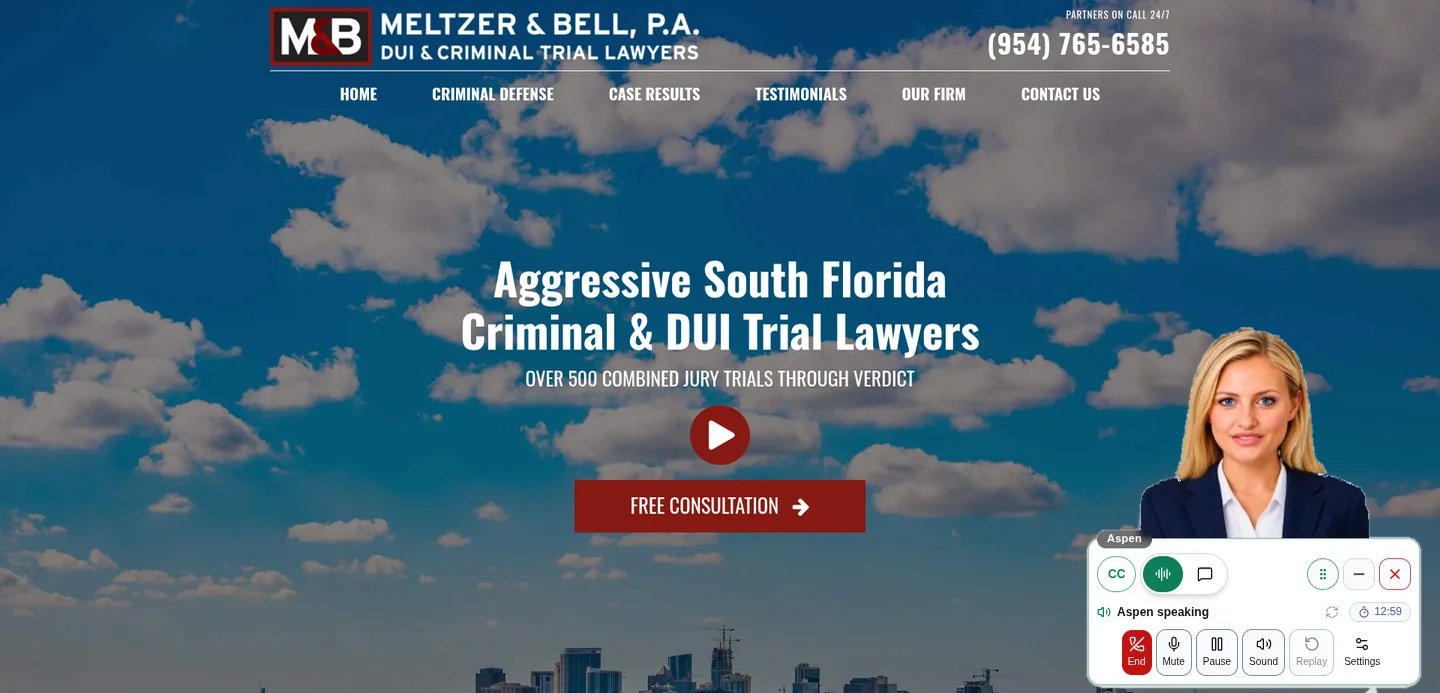 M&B
MELTZER & BELL, P.A.
DUI & CRIMINAL TRIAL LAWYERS
PARTNERS ON CALL 24/7
(954) 765-6585
HOME
CRIMINAL DEFENSE
CASE RESULTS
TESTIMONIALS
OUR FIRM
CONTACT US
Aggressive South Florida
Criminal & DUI Trial Lawyers
OVER 500 COMBINED JURY TRIALS THROUGH VERDICT
FREE CONSULTATION
Aspen
CC
Aspen speaking
12:59
End
Mute
Pause
Sound
Replay
Settings